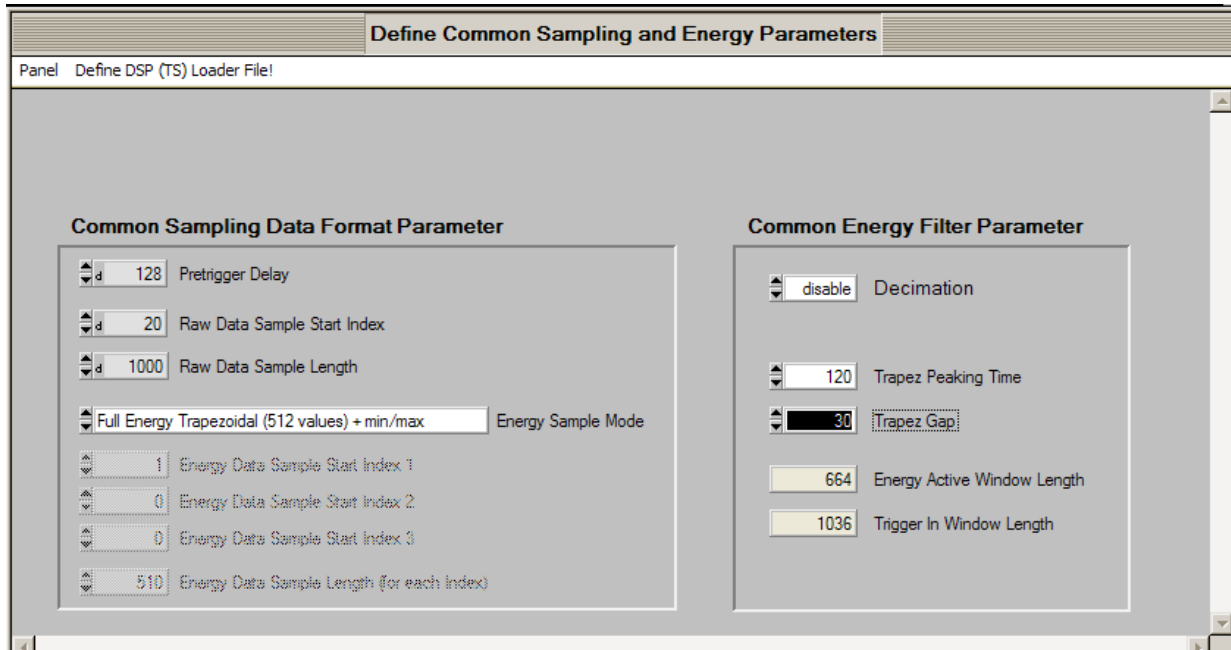 Define Common Sampling and Energy Parameters
Panel Define DSP (TS) Loader File!
Common Sampling Data Format Parameter
d 128 Pretrigger Delay
d 20 Raw Data Sample Start Index
d 1000 Raw Data Sample Length
Full Energy Trapezoidal (512 values) + min/max Energy Sample Mode
1 Energy Data Sample Start Index 1
0 Energy Data Sample Start Index 2
0 Energy Data Sample Start Index 3
510 Energy Data Sample Length (for each Index)
Common Energy Filter Parameter
disable Decimation
120 Trapez Peaking Time
30 Trapez Gap
664 Energy Active Window Length
1036 Trigger In Window Length